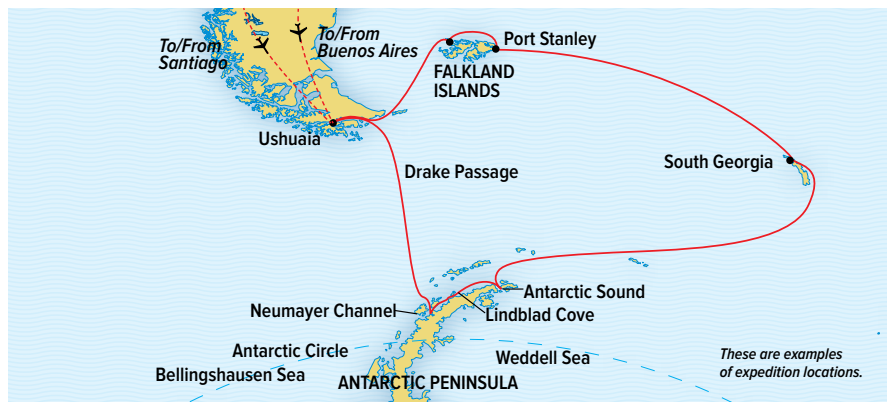 To/From
Santiago
To/From
Buenos Aires
Port Stanley
FALKLAND
ISLANDS
Ushuaia
South Georgia
Drake Passage
Antarctic Sound
Neumayer Channel
Lindblad Cove
Antarctic Circle
Weddell Sea
These are examples
of expedition locations.
Bellingshausen Sea
ANTARCTIC PENINSULA